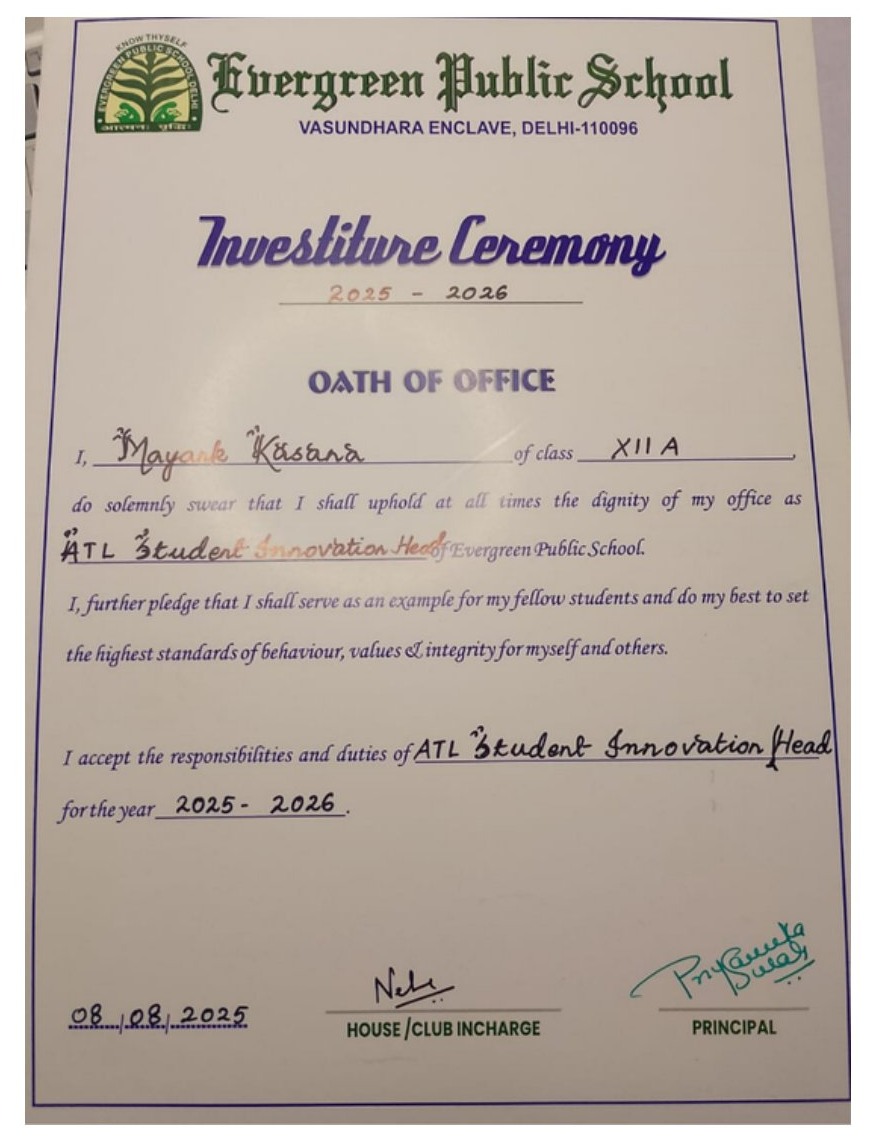 KNOW THYSELF
EVERGREEN PUBLIC SCHOOL DELHI
Evergreen Public School
VASUNDHARA ENCLAVE, DELHI-110096
Investiture Ceremony
2025 - 2026
OATH OF OFFICE
I, Mayank Kasana of class XII A,
do solemnly swear that I shall uphold at all times the dignity of my office as
ATL Student Innovation Head of Evergreen Public School.
I, further pledge that I shall serve as an example for my fellow students and do my best to set
the highest standards of behaviour, values & integrity for myself and others.
I accept the responsibilities and duties of ATL Student Innovation Head
for the year 2025 - 2026.
Neha
Priyamvka
08/08/2025
HOUSE/CLUB INCHARGE
PRINCIPAL